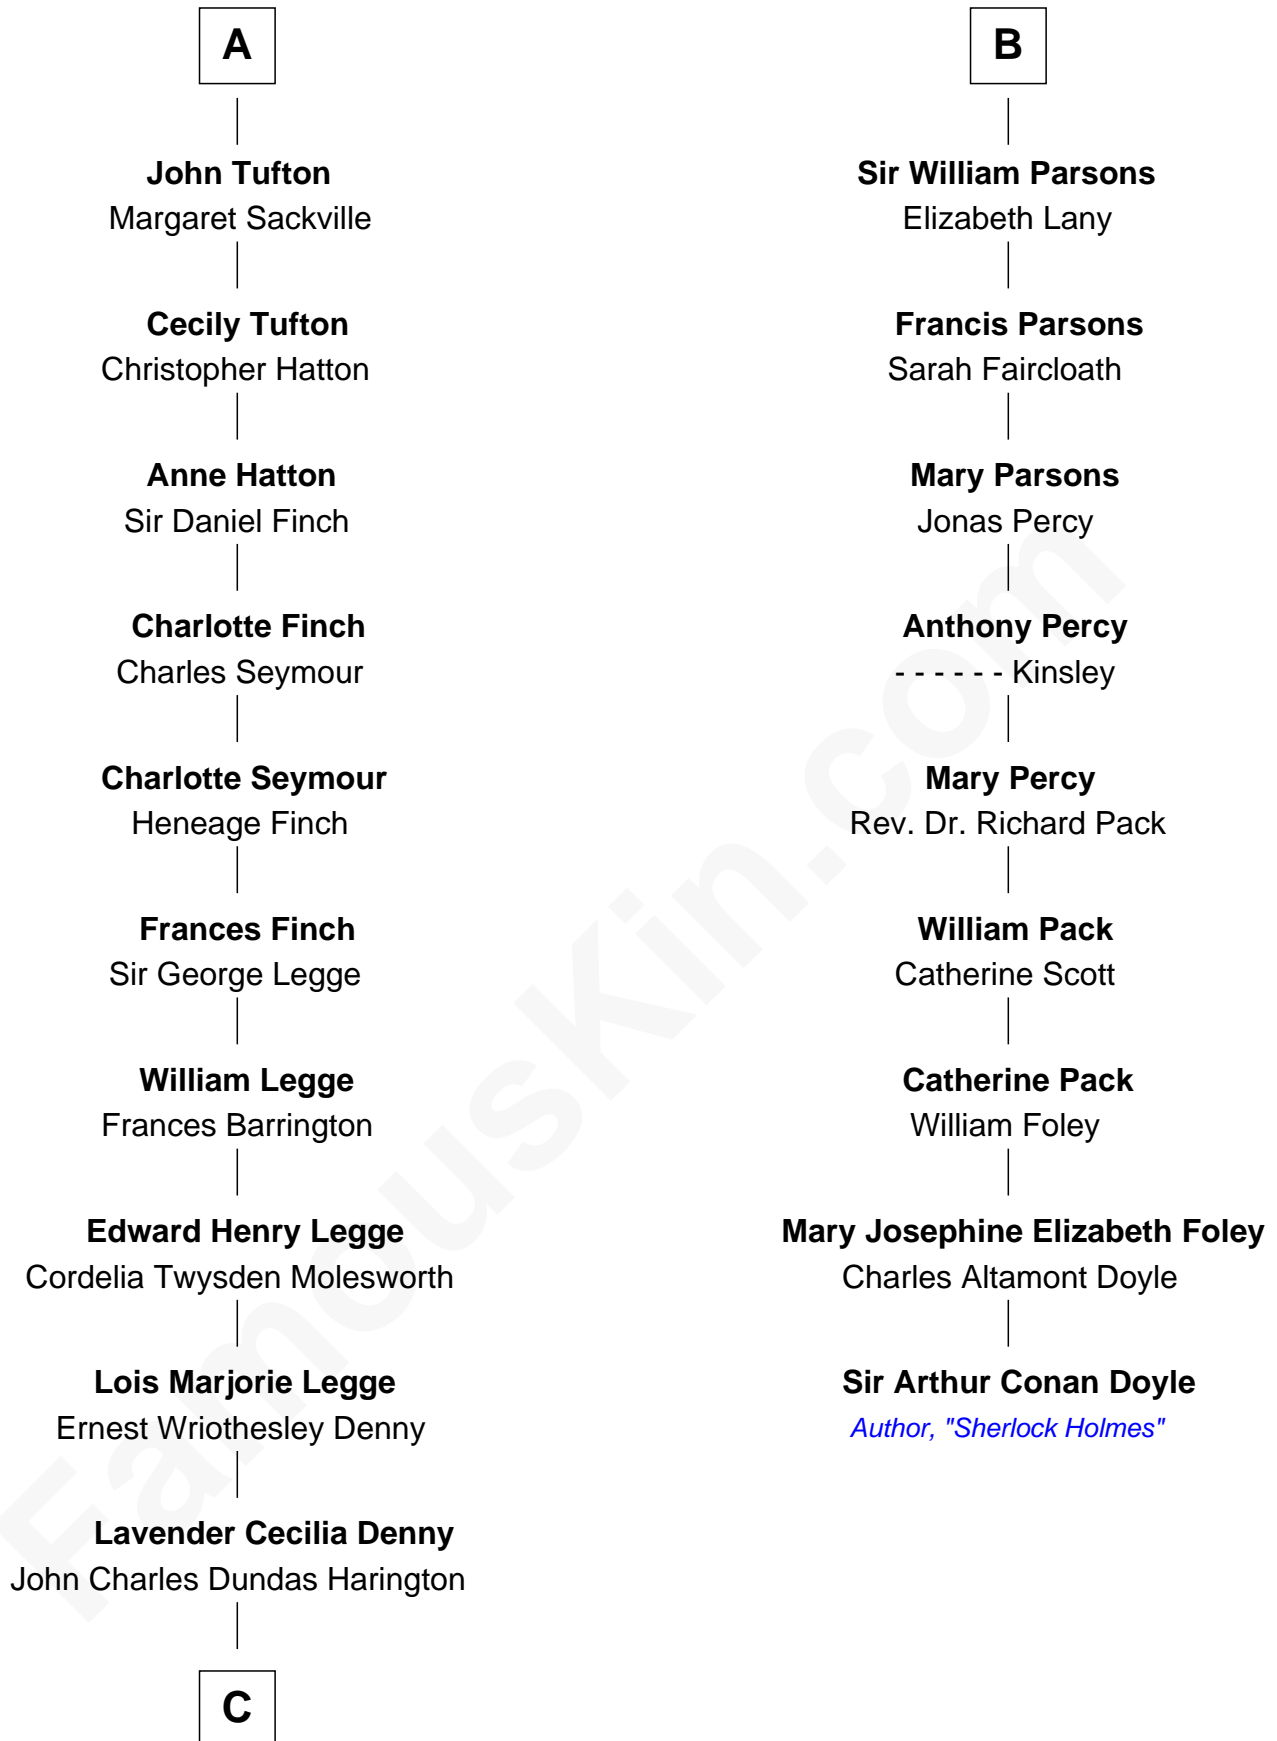 A
John Tufton
Margaret Sackville
Cecily Tufton
Christopher Hatton
Anne Hatton
Sir Daniel Finch
Charlotte Finch
Charles Seymour
Charlotte Seymour
Heneage Finch
Frances Finch
Sir George Legge
William Legge
Frances Barrington
Edward Henry Legge
Cordelia Twysden Molesworth
Lois Marjorie Legge
Ernest Wriothesley Denny
Lavender Cecilia Denny
John Charles Dundas Harington
C
B
Sir William Parsons
Elizabeth Lany
Francis Parsons
Sarah Faircloath
Mary Parsons
Jonas Percy
Anthony Percy
- - - - - - Kinsley
Mary Percy
Rev. Dr. Richard Pack
William Pack
Catherine Scott
Catherine Pack
William Foley
Mary Josephine Elizabeth Foley
Charles Altamont Doyle
Sir Arthur Conan Doyle
Author, "Sherlock Holmes"
FamousKin.com